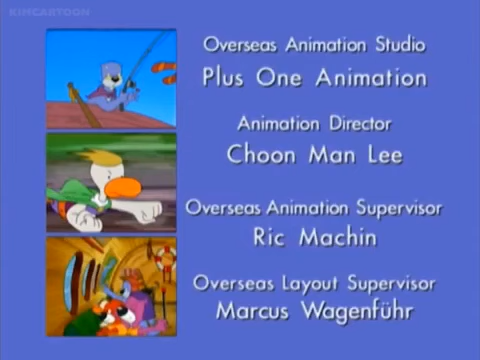 KIMCARTOON
Overseas Animation Studio
Plus One Animation
Animation Director
Choon Man Lee
Overseas Animation Supervisor
Ric Machin
Overseas Layout Supervisor
Marcus Wagenführ